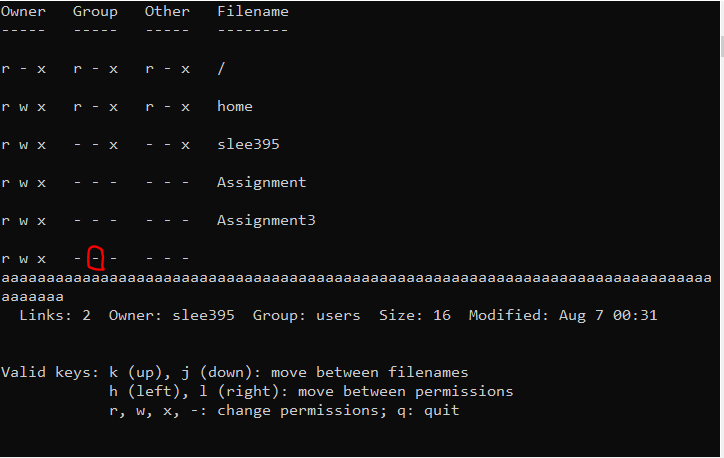 Owner   Group   Other   Filename
-----   -----   -----   --------
r - x   r - x   r - x   /
r w x   r - x   r - x   home
r w x   - - x   - - x   slee395
r w x   - - -   - - -   Assignment
r w x   - - -   - - -   Assignment3
r w x   - - -   - - -
aaaaaaaaaaaaaaaaaaaaaaaaaaaaaaaaaaaaaaaaaaaaaaaaaaaaaaaaaaaaaaaaaaaaaaaaaaaaaaa
aaaaaaa
Links: 2  Owner: slee395  Group: users  Size: 16  Modified: Aug 7 00:31
Valid keys: k (up), j (down): move between filenames
h (left), l (right): move between permissions
r, w, x, -: change permissions; q: quit